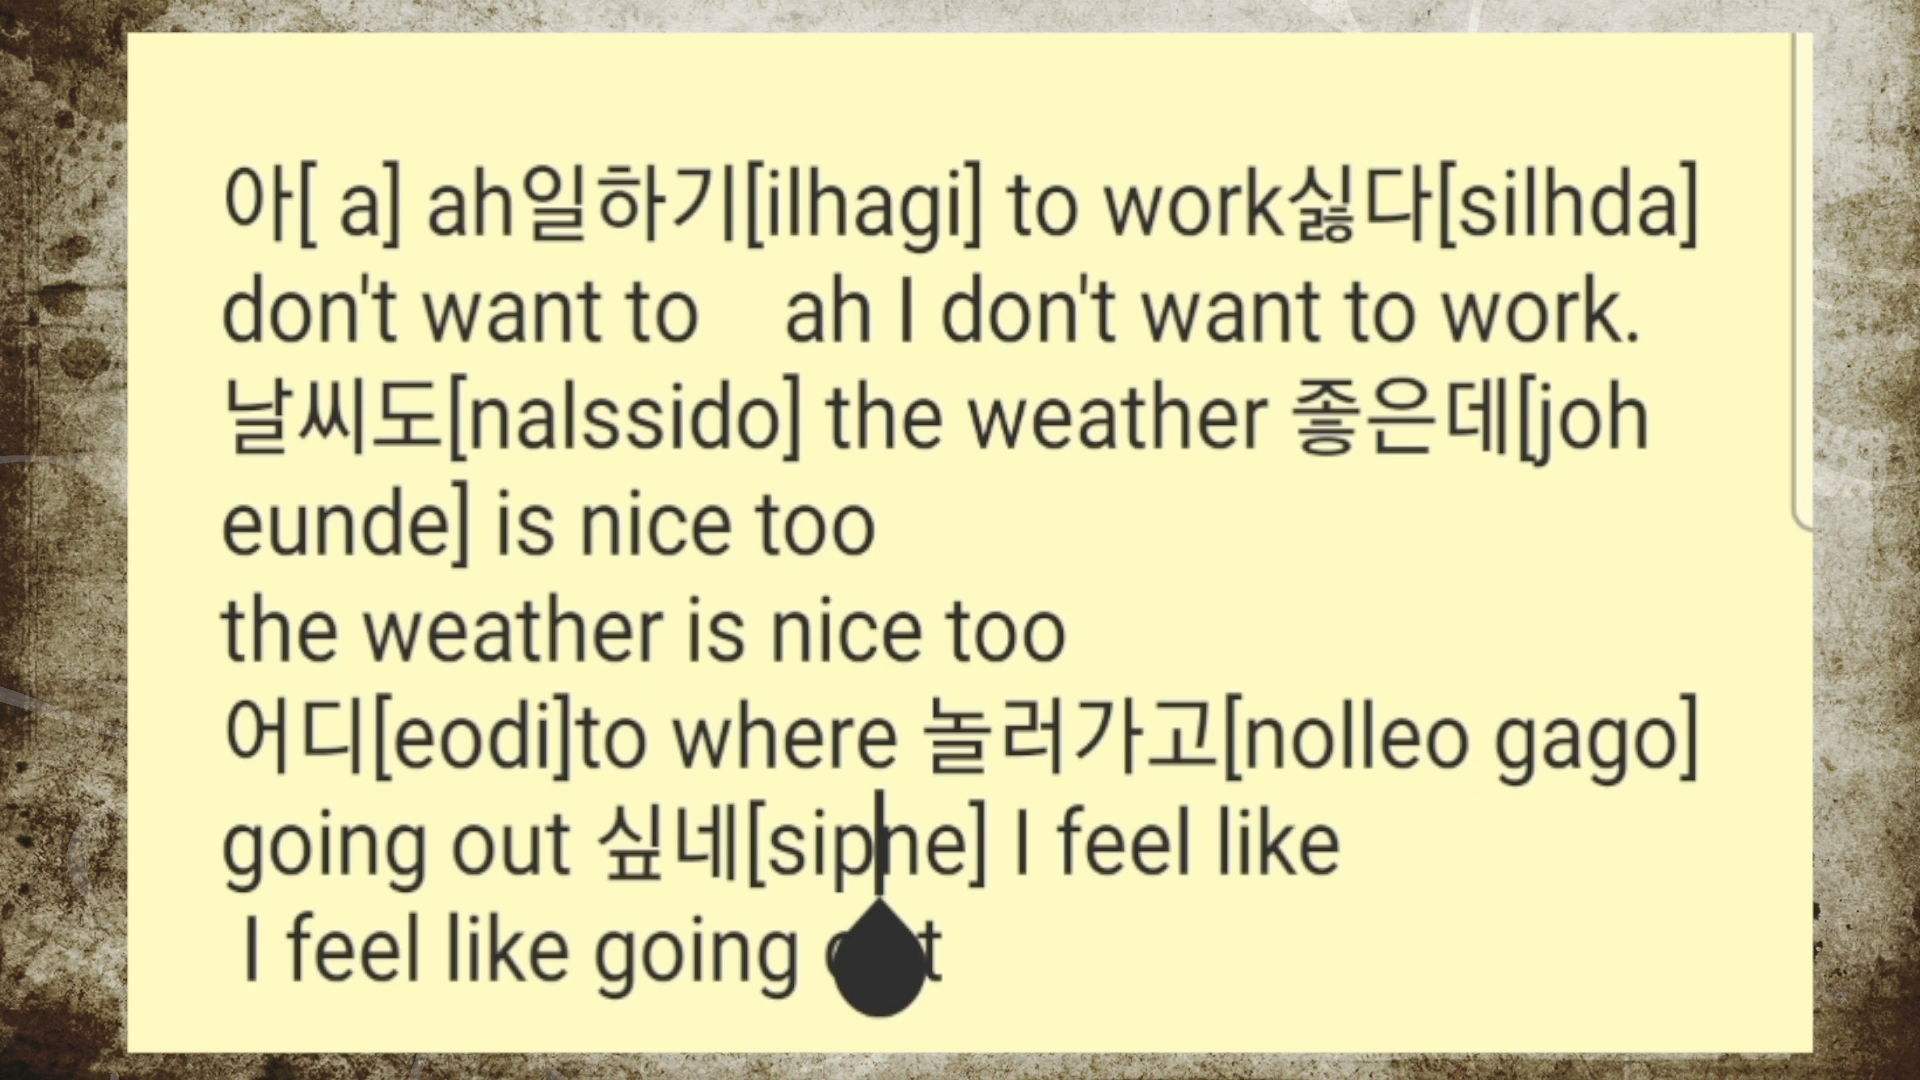 아[ a] ah일하기[ilhagi] to work싫다[silhda]
don't want to    ah I don't want to work.
날씨도[nalssido] the weather 좋은데[joh
eunde] is nice too
the weather is nice too
어디[eodi]to where 놀러가고[nolleo gago]
going out 싶네[siphe] I feel like
I feel like going